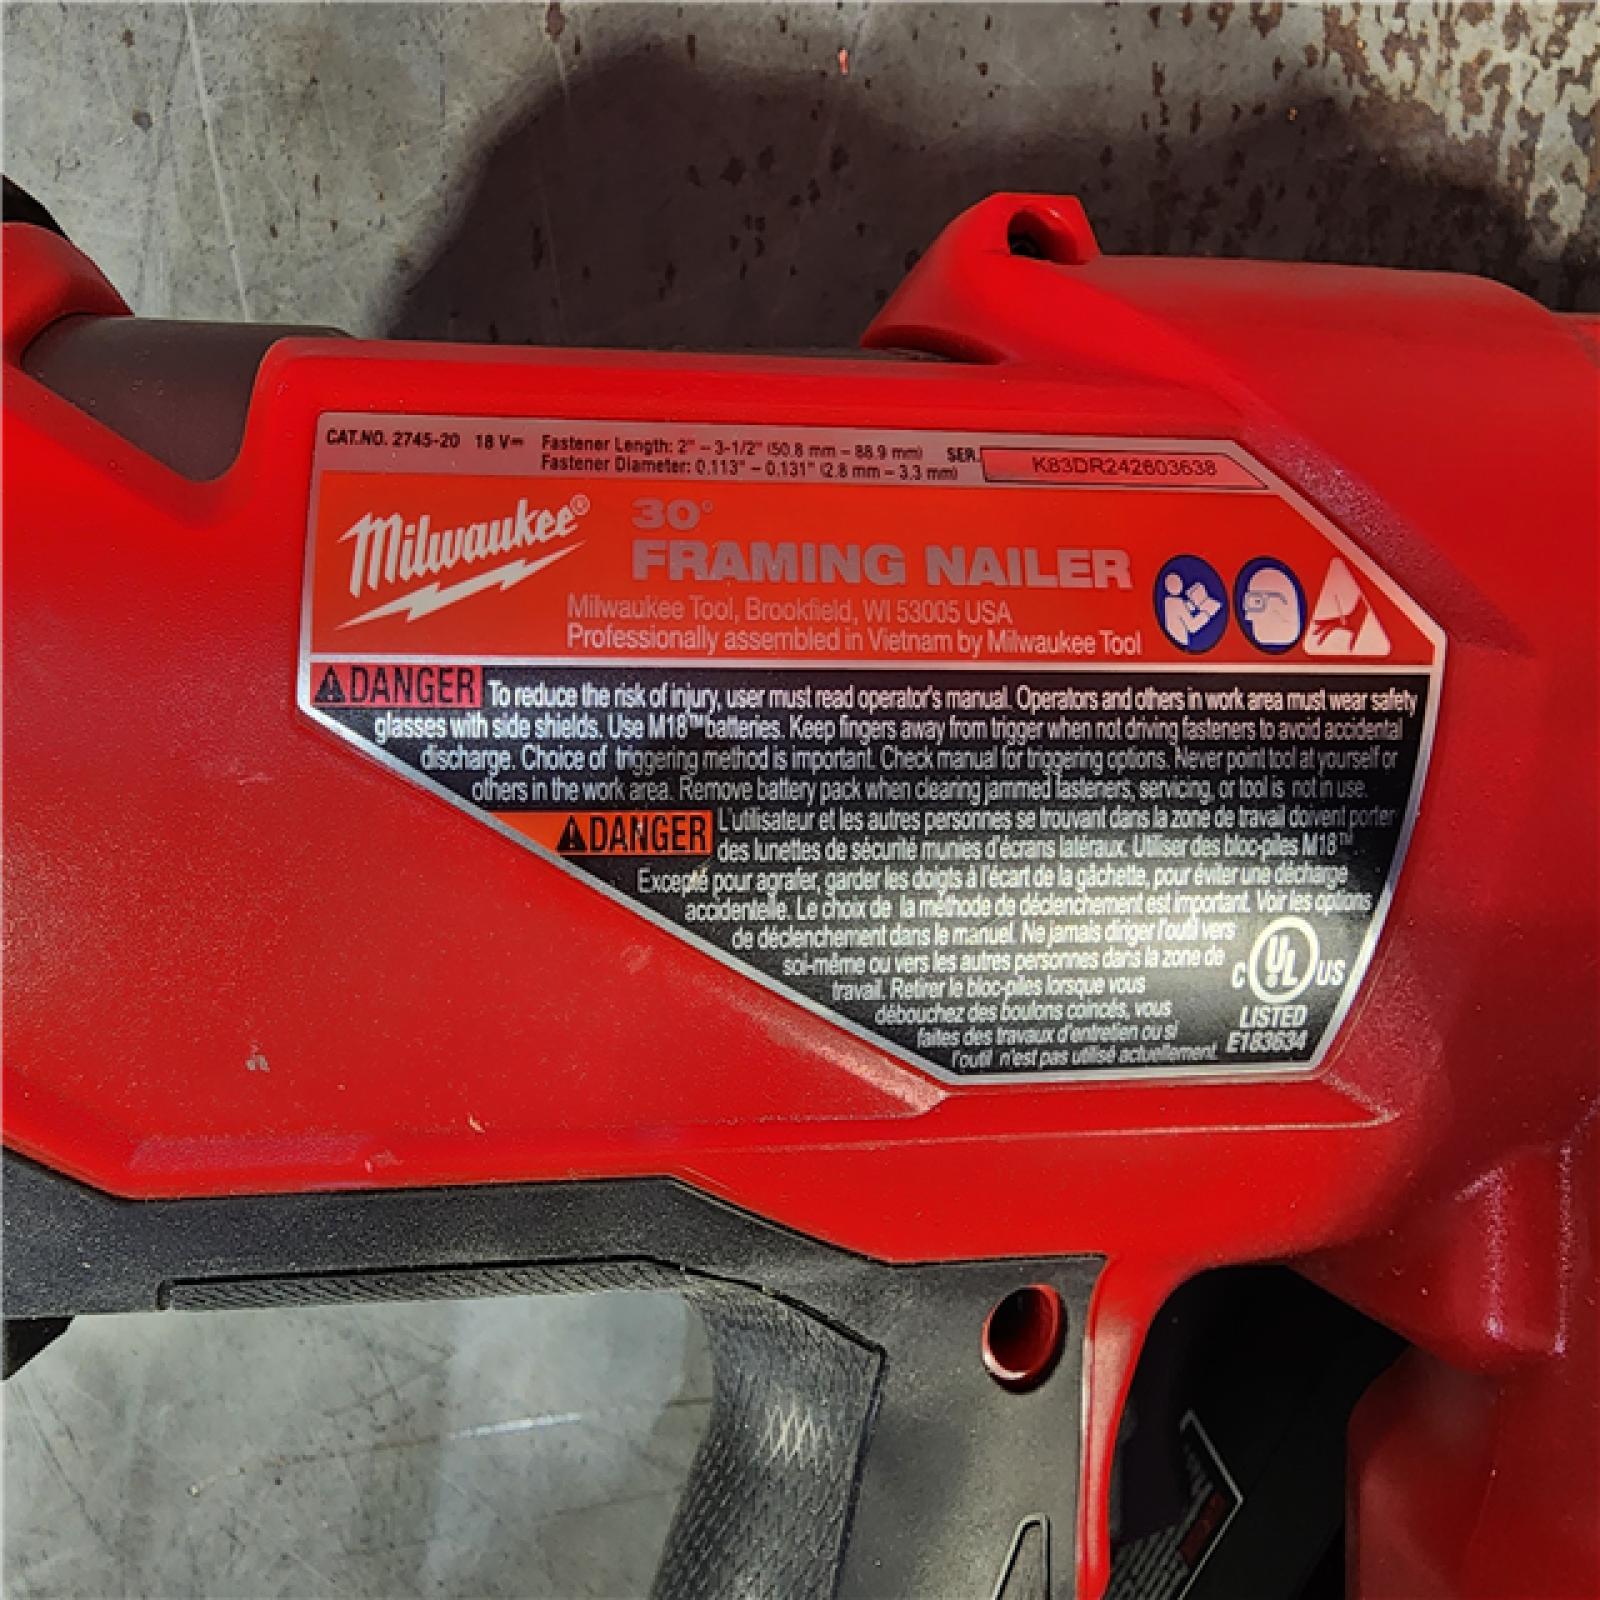 CAT.NO. 2745-20 18 V⎓ Fastener Length: 2" – 3-1/2" (50.8 mm – 88.9 mm) SER. K83DR242603638
Fastener Diameter: 0.113" – 0.131" (2.8 mm – 3.3 mm)
Milwaukee®
30°
FRAMING NAILER
Milwaukee Tool, Brookfield, WI 53005 USA
Professionally assembled in Vietnam by Milwaukee Tool
DANGER To reduce the risk of injury, user must read operator's manual. Operators and others in work area must wear safety
glasses with side shields. Use M18™ batteries. Keep fingers away from trigger when not driving fasteners to avoid accidental
discharge. Choice of triggering method is important. Check manual for triggering options. Never point tool at yourself or
others in the work area. Remove battery pack when clearing jammed fasteners, servicing, or tool is not in use.
DANGER L'utilisateur et les autres personnes se trouvant dans la zone de travail doivent porter
des lunettes de sécurité munies d'écrans latéraux. Utiliser des bloc-piles M18™.
Excepté pour agrafer, garder les doigts à l'écart de la gâchette, pour éviter une décharge
accidentelle. Le choix de la méthode de déclenchement est important. Voir les options
de déclenchement dans le manuel. Ne jamais diriger l'outil vers
soi-même ou vers les autres personnes dans la zone de
travail. Retirer le bloc-piles lorsque vous
débouchez des boulons coincés, vous
faites des travaux d'entretien ou si
l'outil n'est pas utilisé actuellement.
C UL US
LISTED
E183634